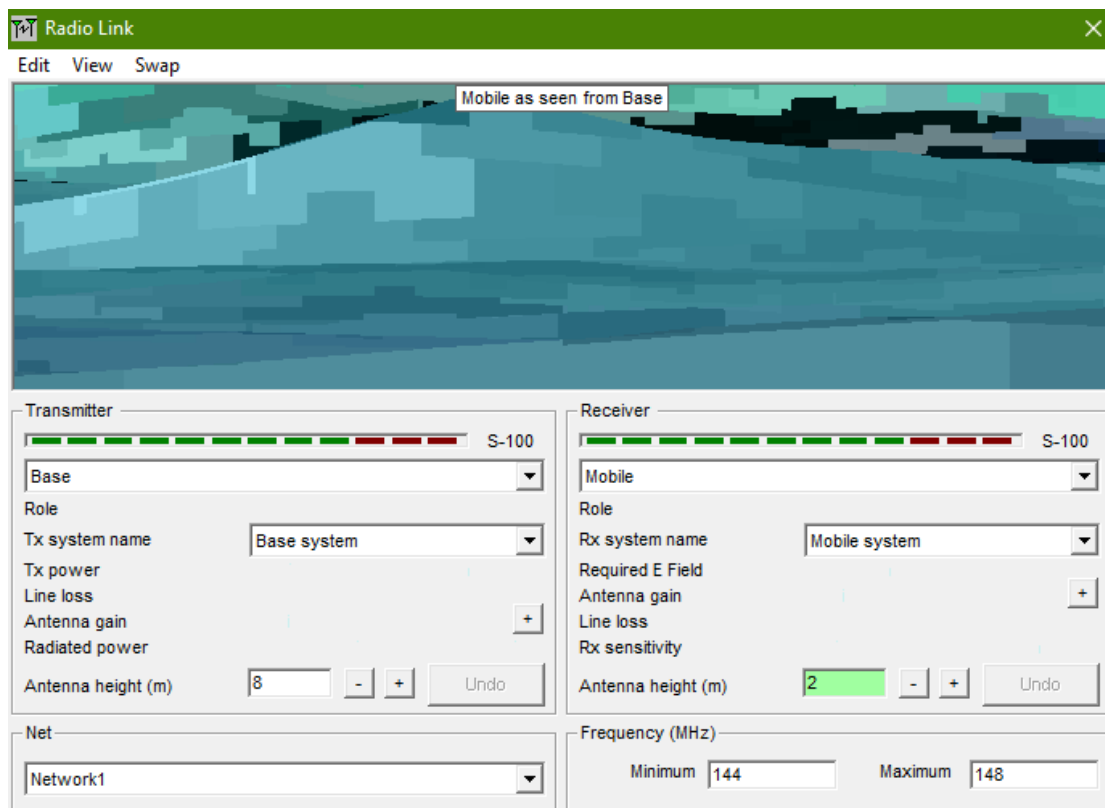 Radio Link
Edit View Swap
Mobile as seen from Base
Transmitter
S-100
Base
Role
Tx system name Base system
Tx power
Line loss
Antenna gain +
Radiated power
Antenna height (m) 8 - + Undo
Receiver
S-100
Mobile
Role
Rx system name Mobile system
Required E Field
Antenna gain +
Line loss
Rx sensitivity
Antenna height (m) 2 - + Undo
Net
Network1
Frequency (MHz)
Minimum 144 Maximum 148